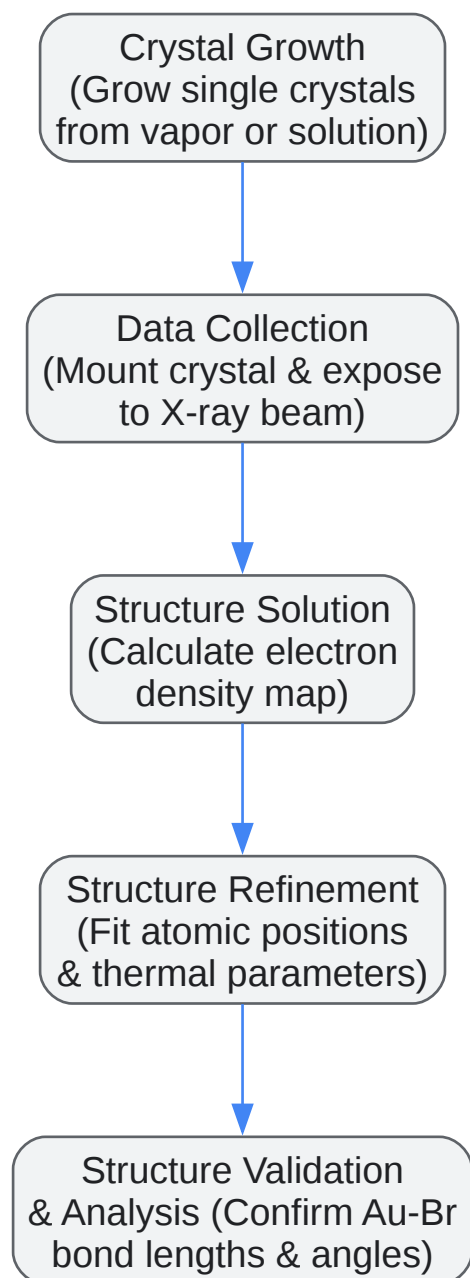 Crystal Growth
(Grow single crystals
from vapor or solution)
Data Collection
(Mount crystal & expose
to X-ray beam)
Structure Solution
(Calculate electron
density map)
Structure Refinement
(Fit atomic positions
& thermal parameters)
Structure Validation
& Analysis (Confirm Au-Br
bond lengths & angles)